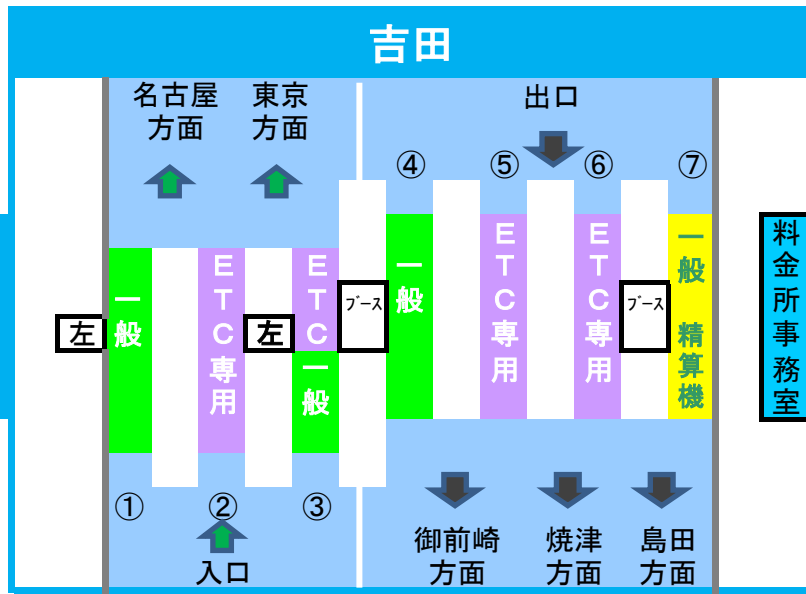 吉田
名古屋
方面
東京
方面
出口
④
⑤
⑥
⑦
左
一般
ETC専用
左
ETC
一般
ブース
一般
ETC専用
ETC専用
ブース
一般 精算機
料金所事務室
①
②
③
入口
御前崎
方面
焼津
方面
島田
方面